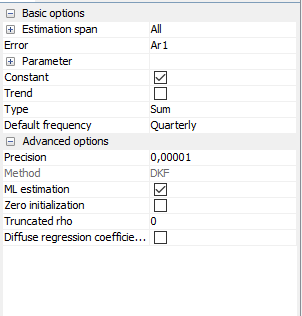 Basic options
Estimation span All
Error Ar1
Parameter
Constant
Trend
Type Sum
Default frequency Quarterly
Advanced options
Precision 0,00001
Method DKF
ML estimation
Zero initialization
Truncated rho 0
Diffuse regression coefficie...